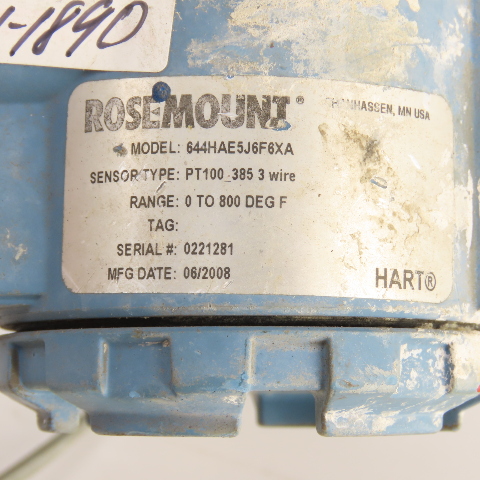 -1890
ROSEMOUNT®
CHANHASSEN, MN USA
MODEL: 644HAE5J6F6XA
SENSOR TYPE: PT100_385 3 wire
RANGE: 0 TO 800 DEG F
TAG:
SERIAL #: 0221281
MFG DATE: 06/2008
HART®